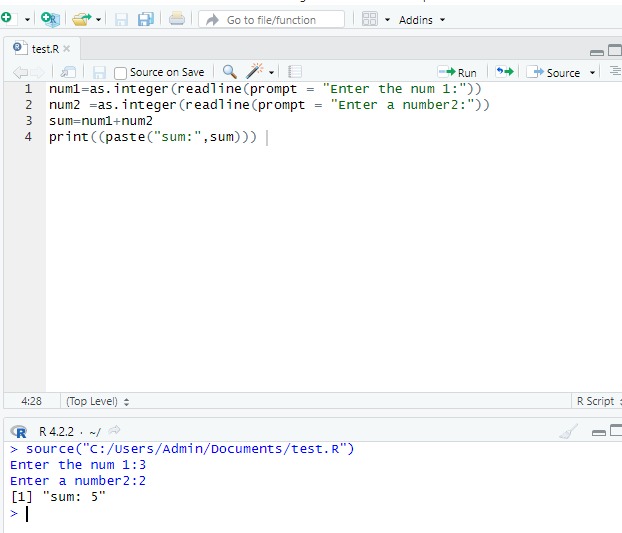 Go to file/function
Addins
test.R
Source on Save
Run
Source
1 num1=as.integer(readline(prompt = "Enter the num 1:"))
2 num2 =as.integer(readline(prompt = "Enter a number2:"))
3 sum=num1+num2
4 print((paste("sum:",sum)))
4:28 (Top Level) R Script
R 4.2.2 · ~/
> source("C:/Users/Admin/Documents/test.R")
Enter the num 1:3
Enter a number2:2
[1] "sum: 5"
>